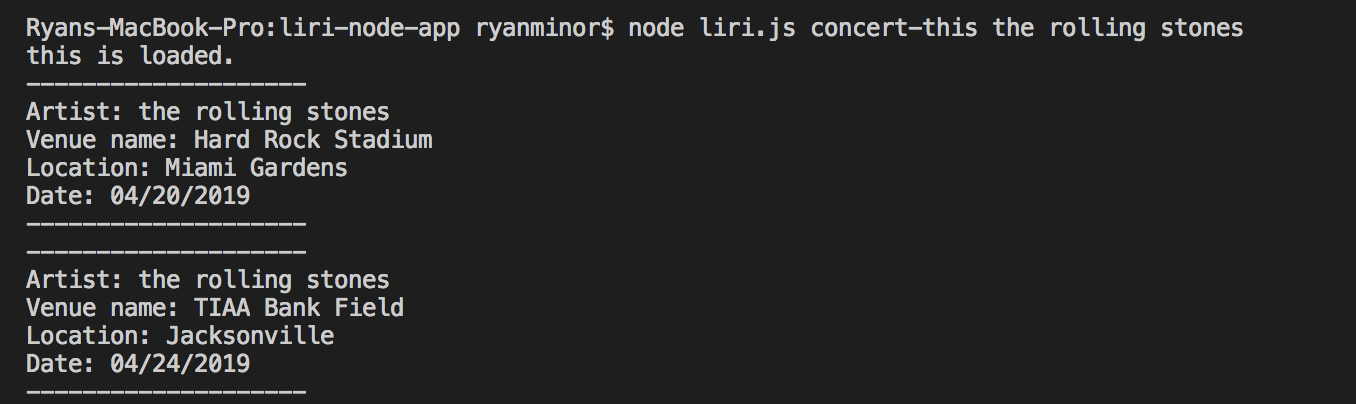 Ryans-MacBook-Pro:liri-node-app ryanminor$ node liri.js concert-this the rolling stones
this is loaded.
--------------------
Artist: the rolling stones
Venue name: Hard Rock Stadium
Location: Miami Gardens
Date: 04/20/2019
--------------------
--------------------
Artist: the rolling stones
Venue name: TIAA Bank Field
Location: Jacksonville
Date: 04/24/2019
--------------------